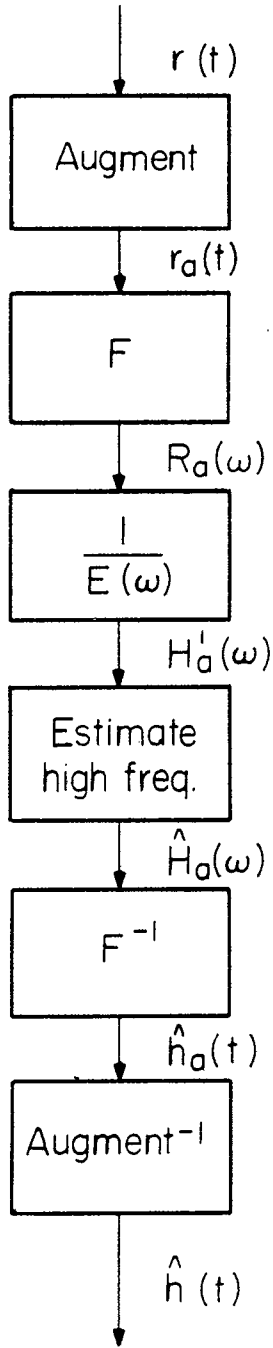 r (t)
Augment
r_a(t)
F
R_a(ω)
1
E (ω)
H'_a(ω)
Estimate
high freq.
Ĥ_a(ω)
F⁻¹
ĥ_a(t)
Augment⁻¹
ĥ (t)